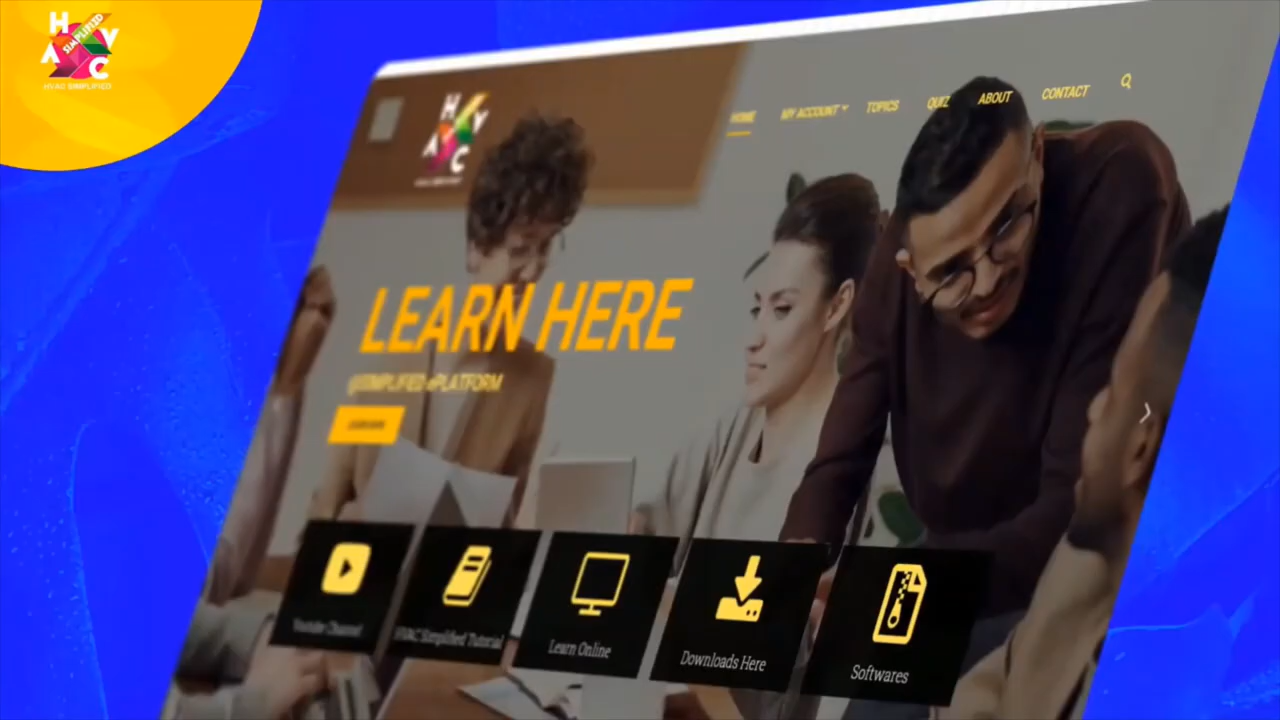 H
SIMPLIFIED
V
A
C
HVAC SIMPLIFIED
H
V
A
C
HOME
MY ACCOUNT
TOPICS
QUIZ
ABOUT
CONTACT
LEARN HERE
@SIMPLIFIED ePLATFORM
Youtube Channel
HVAC Simplified Tutorial
Learn Online
Downloads Here
Softwares